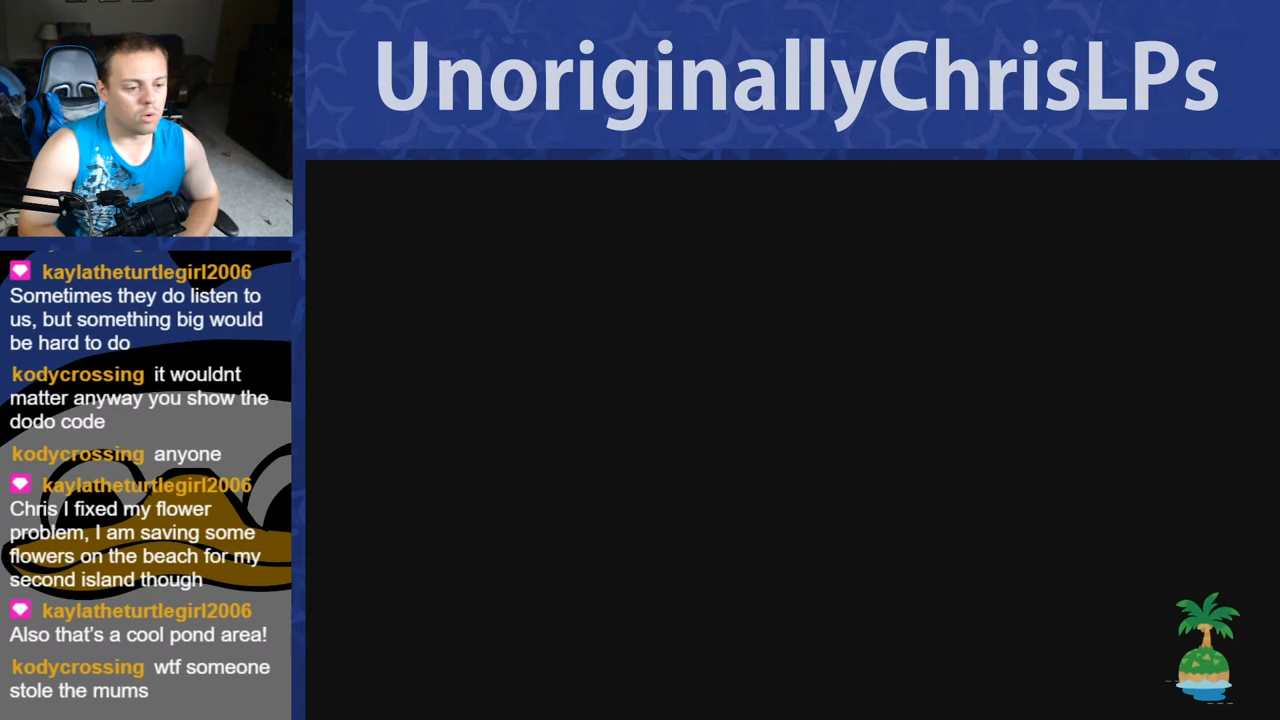 UnoriginallyChrisLPs
kaylatheturtlegirl2006
Sometimes they do listen to
us, but something big would
be hard to do
kodycrossing it wouldnt
matter anyway you show the
dodo code
kodycrossing anyone
kaylatheturtlegirl2006
Chris I fixed my flower
problem, I am saving some
flowers on the beach for my
second island though
kaylatheturtlegirl2006
Also that's a cool pond area!
kodycrossing wtf someone
stole the mums